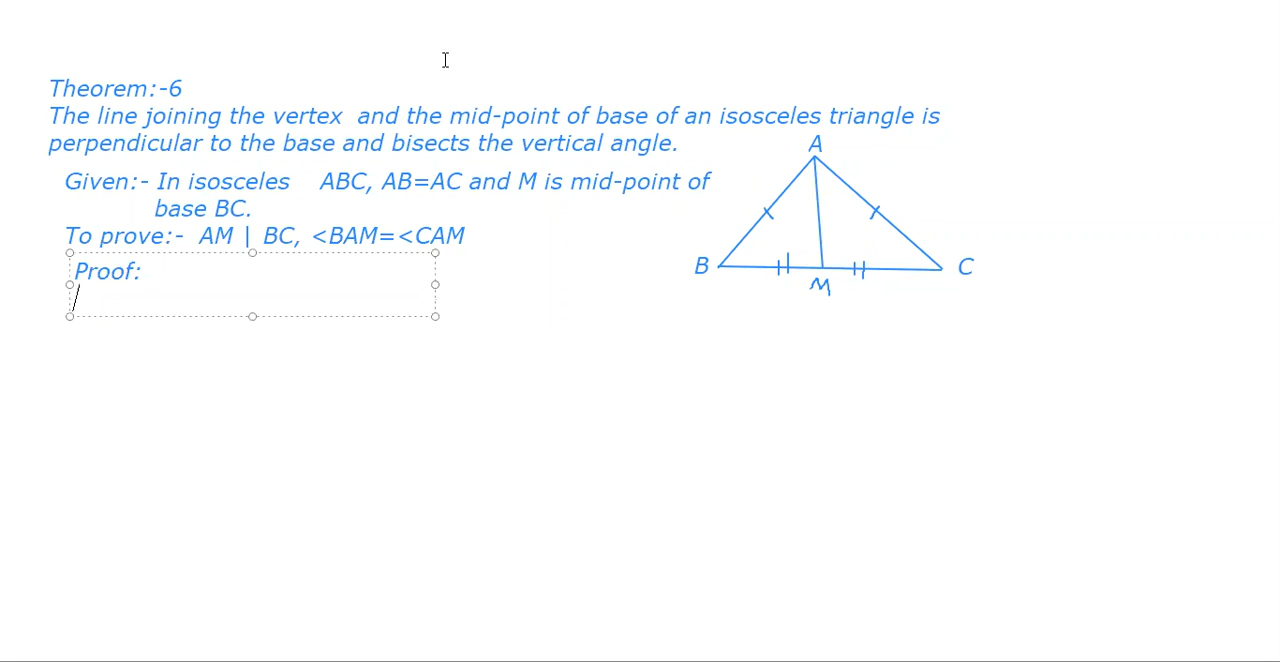 Theorem:-6
The line joining the vertex and the mid-point of base of an isosceles triangle is
perpendicular to the base and bisects the vertical angle.
Given:- In isosceles ABC, AB=AC and M is mid-point of
base BC.
To prove:- AM | BC, <BAM=<CAM
Proof:
A
B
C
M